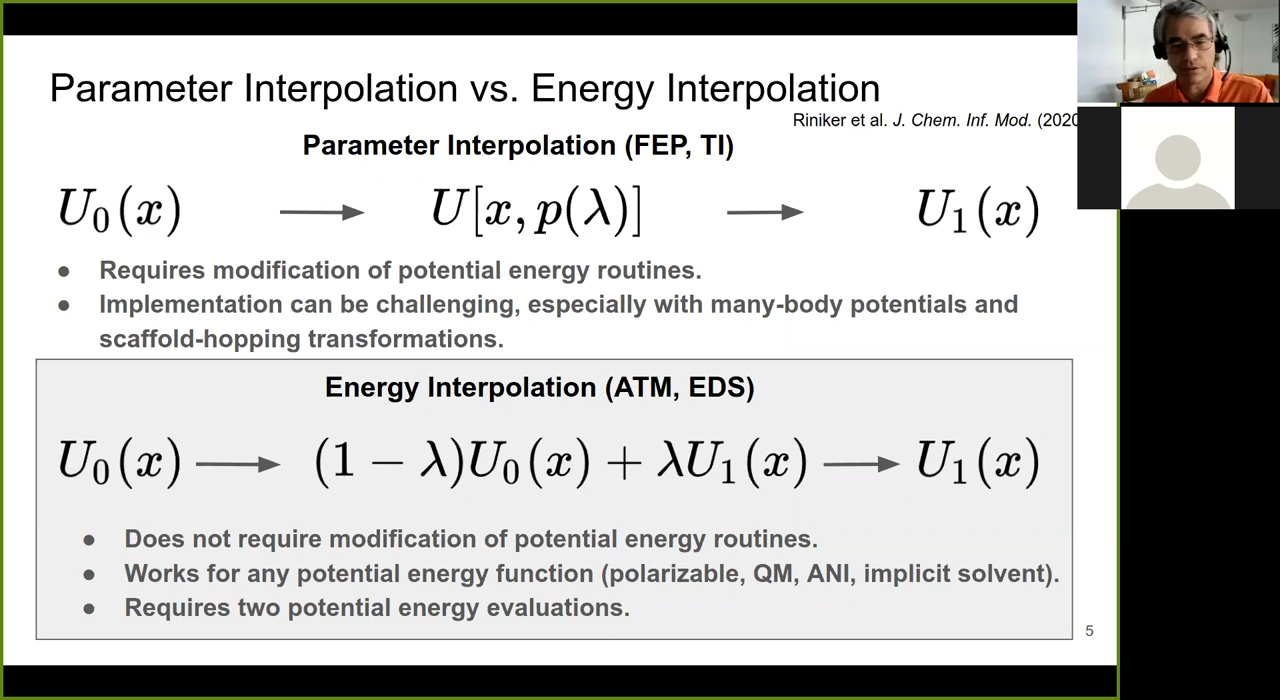 Parameter Interpolation vs. Energy Interpolation
Riniker et al. J. Chem. Inf. Mod. (2020
Parameter Interpolation (FEP, TI)
U₀(x) → U[x, p(λ)] → U₁(x)
● Requires modification of potential energy routines.
● Implementation can be challenging, especially with many-body potentials and
scaffold-hopping transformations.
Energy Interpolation (ATM, EDS)
U₀(x) → (1 − λ)U₀(x) + λU₁(x) → U₁(x)
● Does not require modification of potential energy routines.
● Works for any potential energy function (polarizable, QM, ANI, implicit solvent).
● Requires two potential energy evaluations.
5